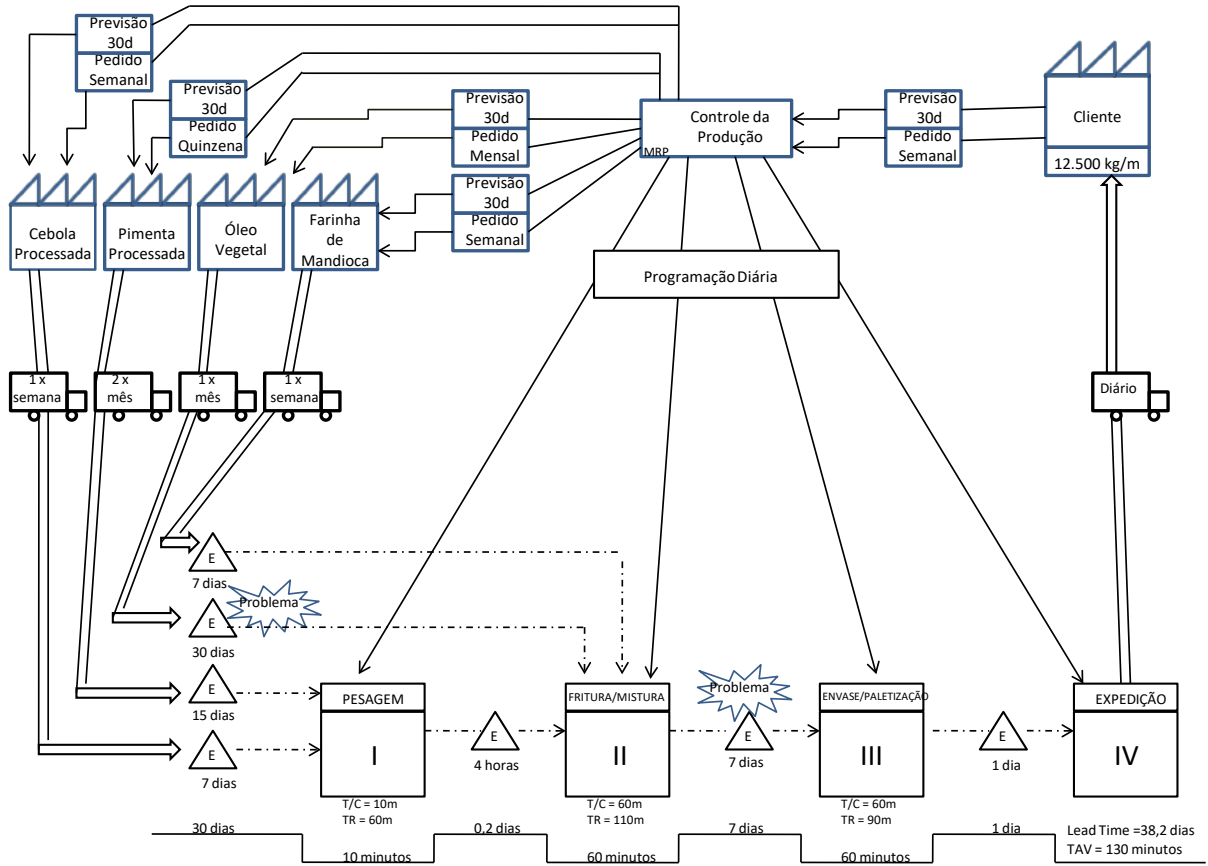 Previsão
30d
Pedido
Semanal
Previsão
30d
Pedido
Quinzena
Previsão
30d
Pedido
Mensal
Previsão
30d
Pedido
Semanal
Controle da
Produção
MRP
Previsão
30d
Pedido
Semanal
Cliente
12.500 kg/m
Cebola
Processada
Pimenta
Processada
Óleo
Vegetal
Farinha
de
Mandioca
Programação Diária
1 x
semana
2 x
mês
1 x
mês
1 x
semana
Diário
E
7 dias
Problema
E
30 dias
E
15 dias
E
7 dias
PESAGEM
I
T/C = 10m
TR = 60m
E
4 horas
FRITURA/MISTURA
II
T/C = 60m
TR = 110m
Problema
E
7 dias
ENVASE/PALETIZAÇÃO
III
T/C = 60m
TR = 90m
E
1 dia
EXPEDIÇÃO
IV
30 dias
10 minutos
0,2 dias
60 minutos
7 dias
60 minutos
1 dia
Lead Time =38,2 dias
TAV = 130 minutos